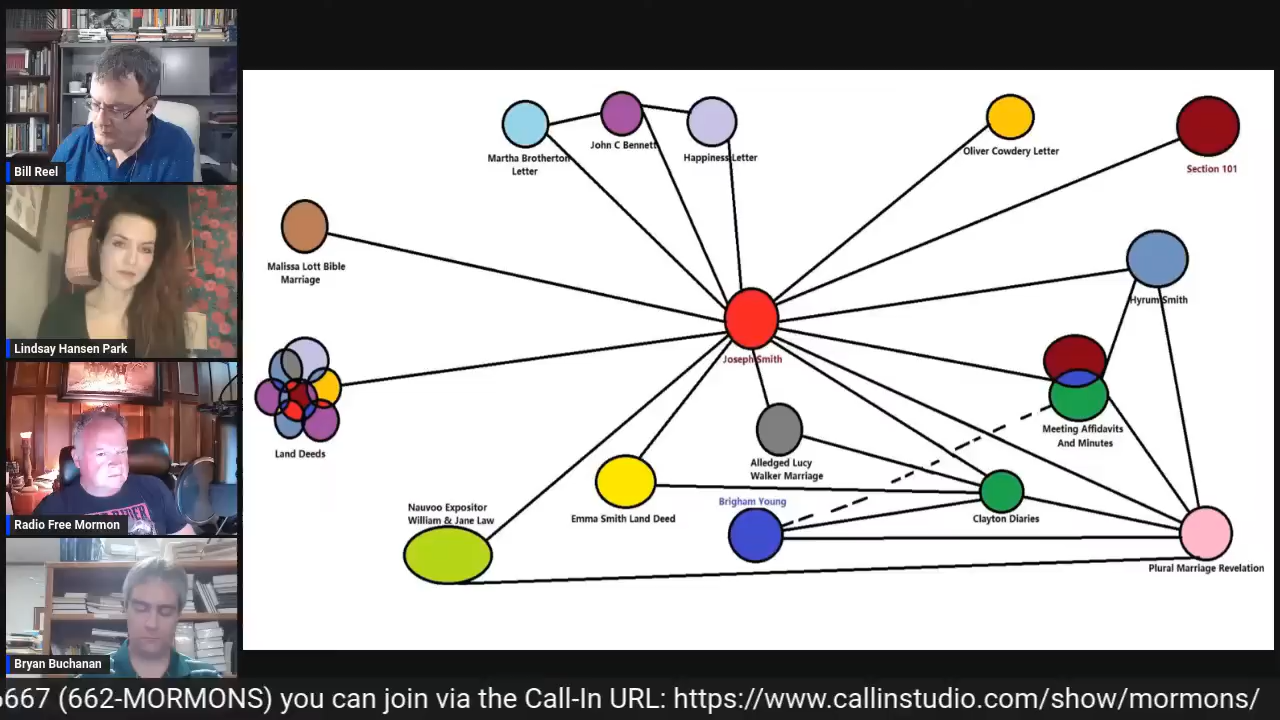 Bill Reel
Lindsay Hansen Park
Radio Free Mormon
Bryan Buchanan
Martha Brotherton
Letter
John C Bennett
Happiness Letter
Oliver Cowdery Letter
Section 101
Malissa Lott Bible
Marriage
Hyrum Smith
Joseph Smith
Land Deeds
Meeting Affidavits
And Minutes
Alledged Lucy
Walker Marriage
Nauvoo Expositor
William & Jane Law
Emma Smith Land Deed
Brigham Young
Clayton Diaries
Plural Marriage Revelation
6667 (662-MORMONS) you can join via the Call-In URL: https://www.callinstudio.com/show/mormons/